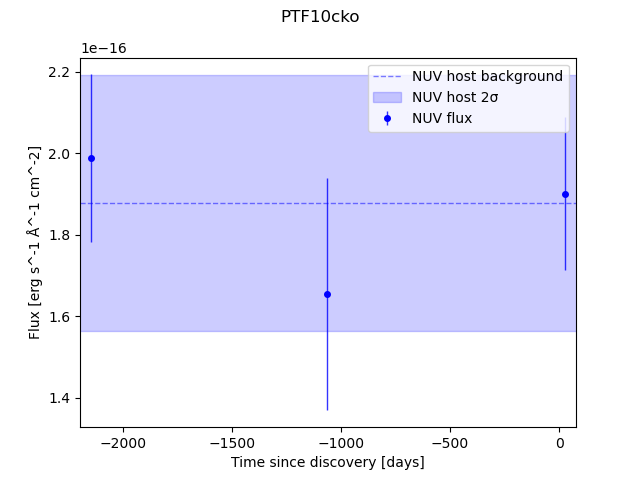 PTF10cko
1e−16
NUV host background
NUV host 2σ
NUV flux
2.2
2.0
1.8
1.6
1.4
Flux [erg s^-1 Å^-1 cm^-2]
−2000
−1500
−1000
−500
0
Time since discovery [days]